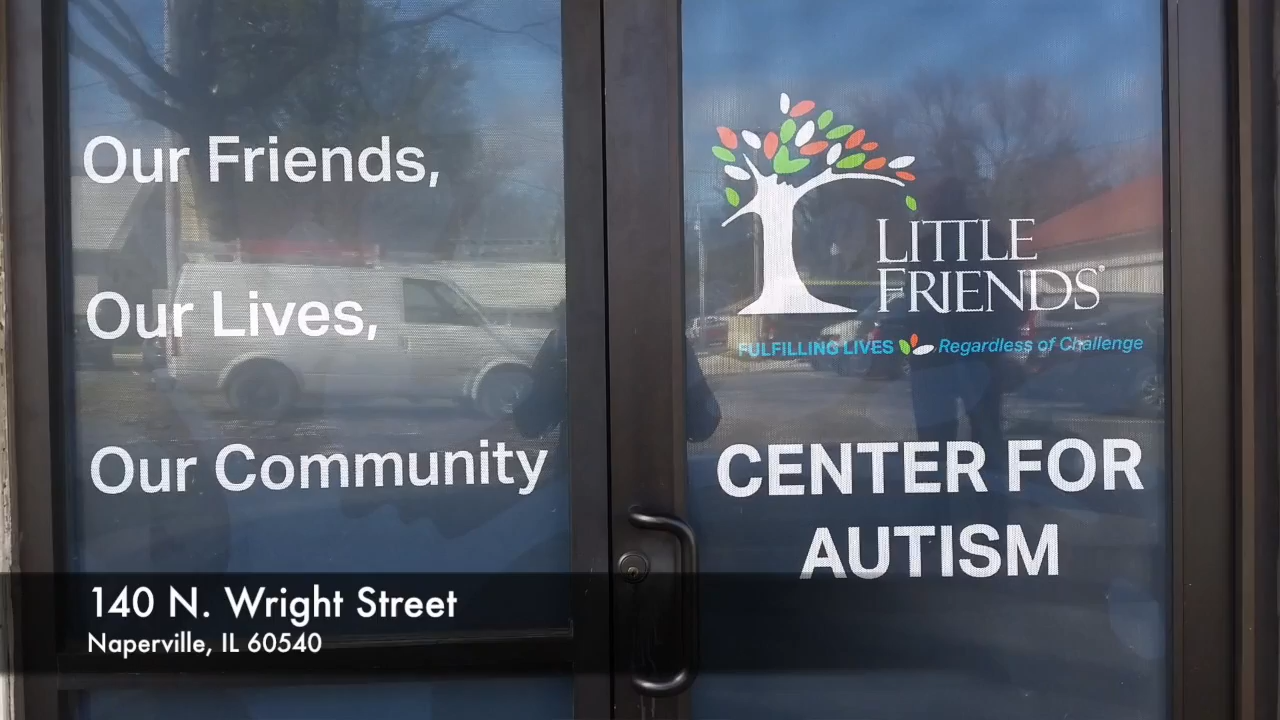 Our Friends,
Our Lives,
Our Community
LITTLE
FRIENDS®
FULFILLING LIVES Regardless of Challenge
CENTER FOR
AUTISM
140 N. Wright Street
Naperville, IL 60540